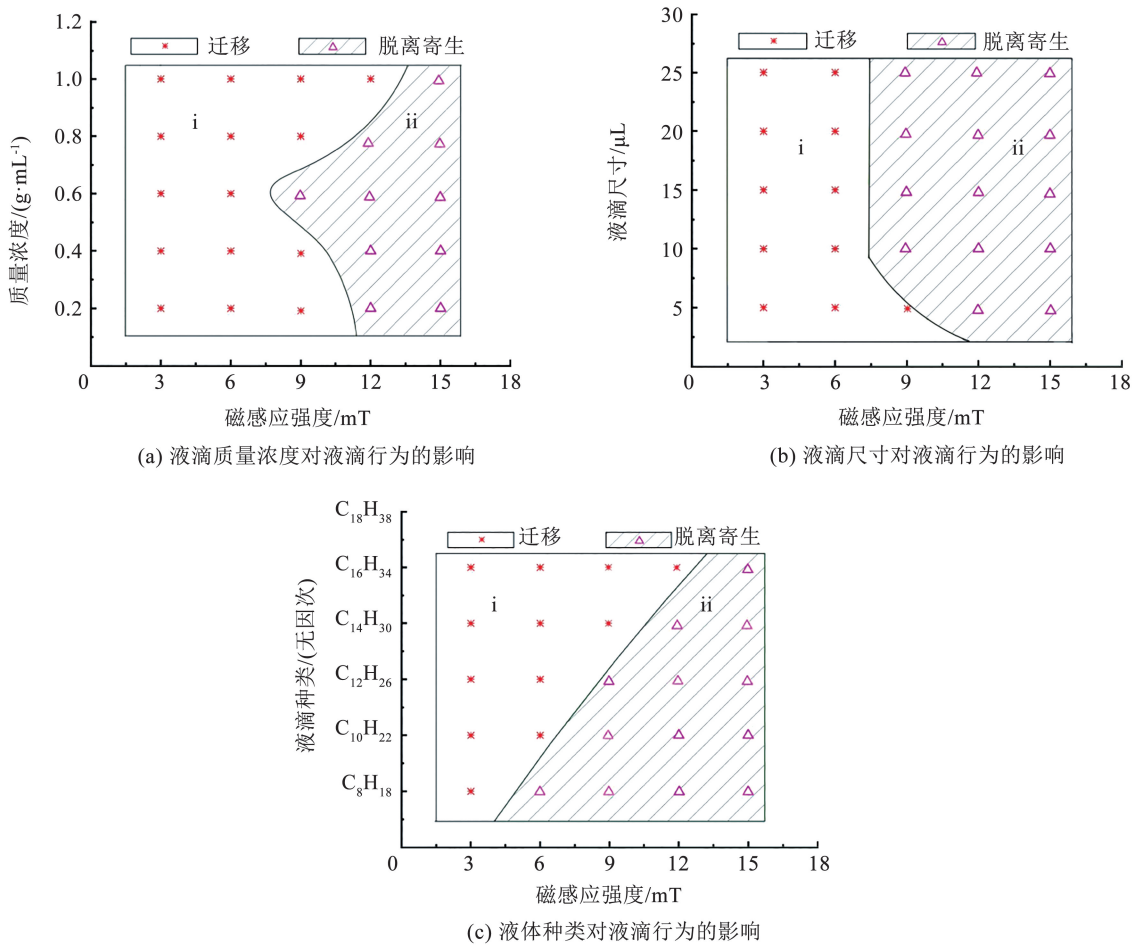 1.2
1.0
0.8
0.6
0.4
0.2
质量浓度/(g·mL⁻¹)
迁移
脱离寄生
i
ii
0
3
6
9
12
15
18
磁感应强度/mT
(a) 液滴质量浓度对液滴行为的影响
30
25
20
15
10
5
液滴尺寸/μL
迁移
脱离寄生
i
ii
0
3
6
9
12
15
18
磁感应强度/mT
(b) 液滴尺寸对液滴行为的影响
C₁₈H₃₈
C₁₆H₃₄
C₁₄H₃₀
C₁₂H₂₆
C₁₀H₂₂
C₈H₁₈
液滴种类/(无因次)
迁移
脱离寄生
i
ii
0
3
6
9
12
15
18
磁感应强度/mT
(c) 液体种类对液滴行为的影响